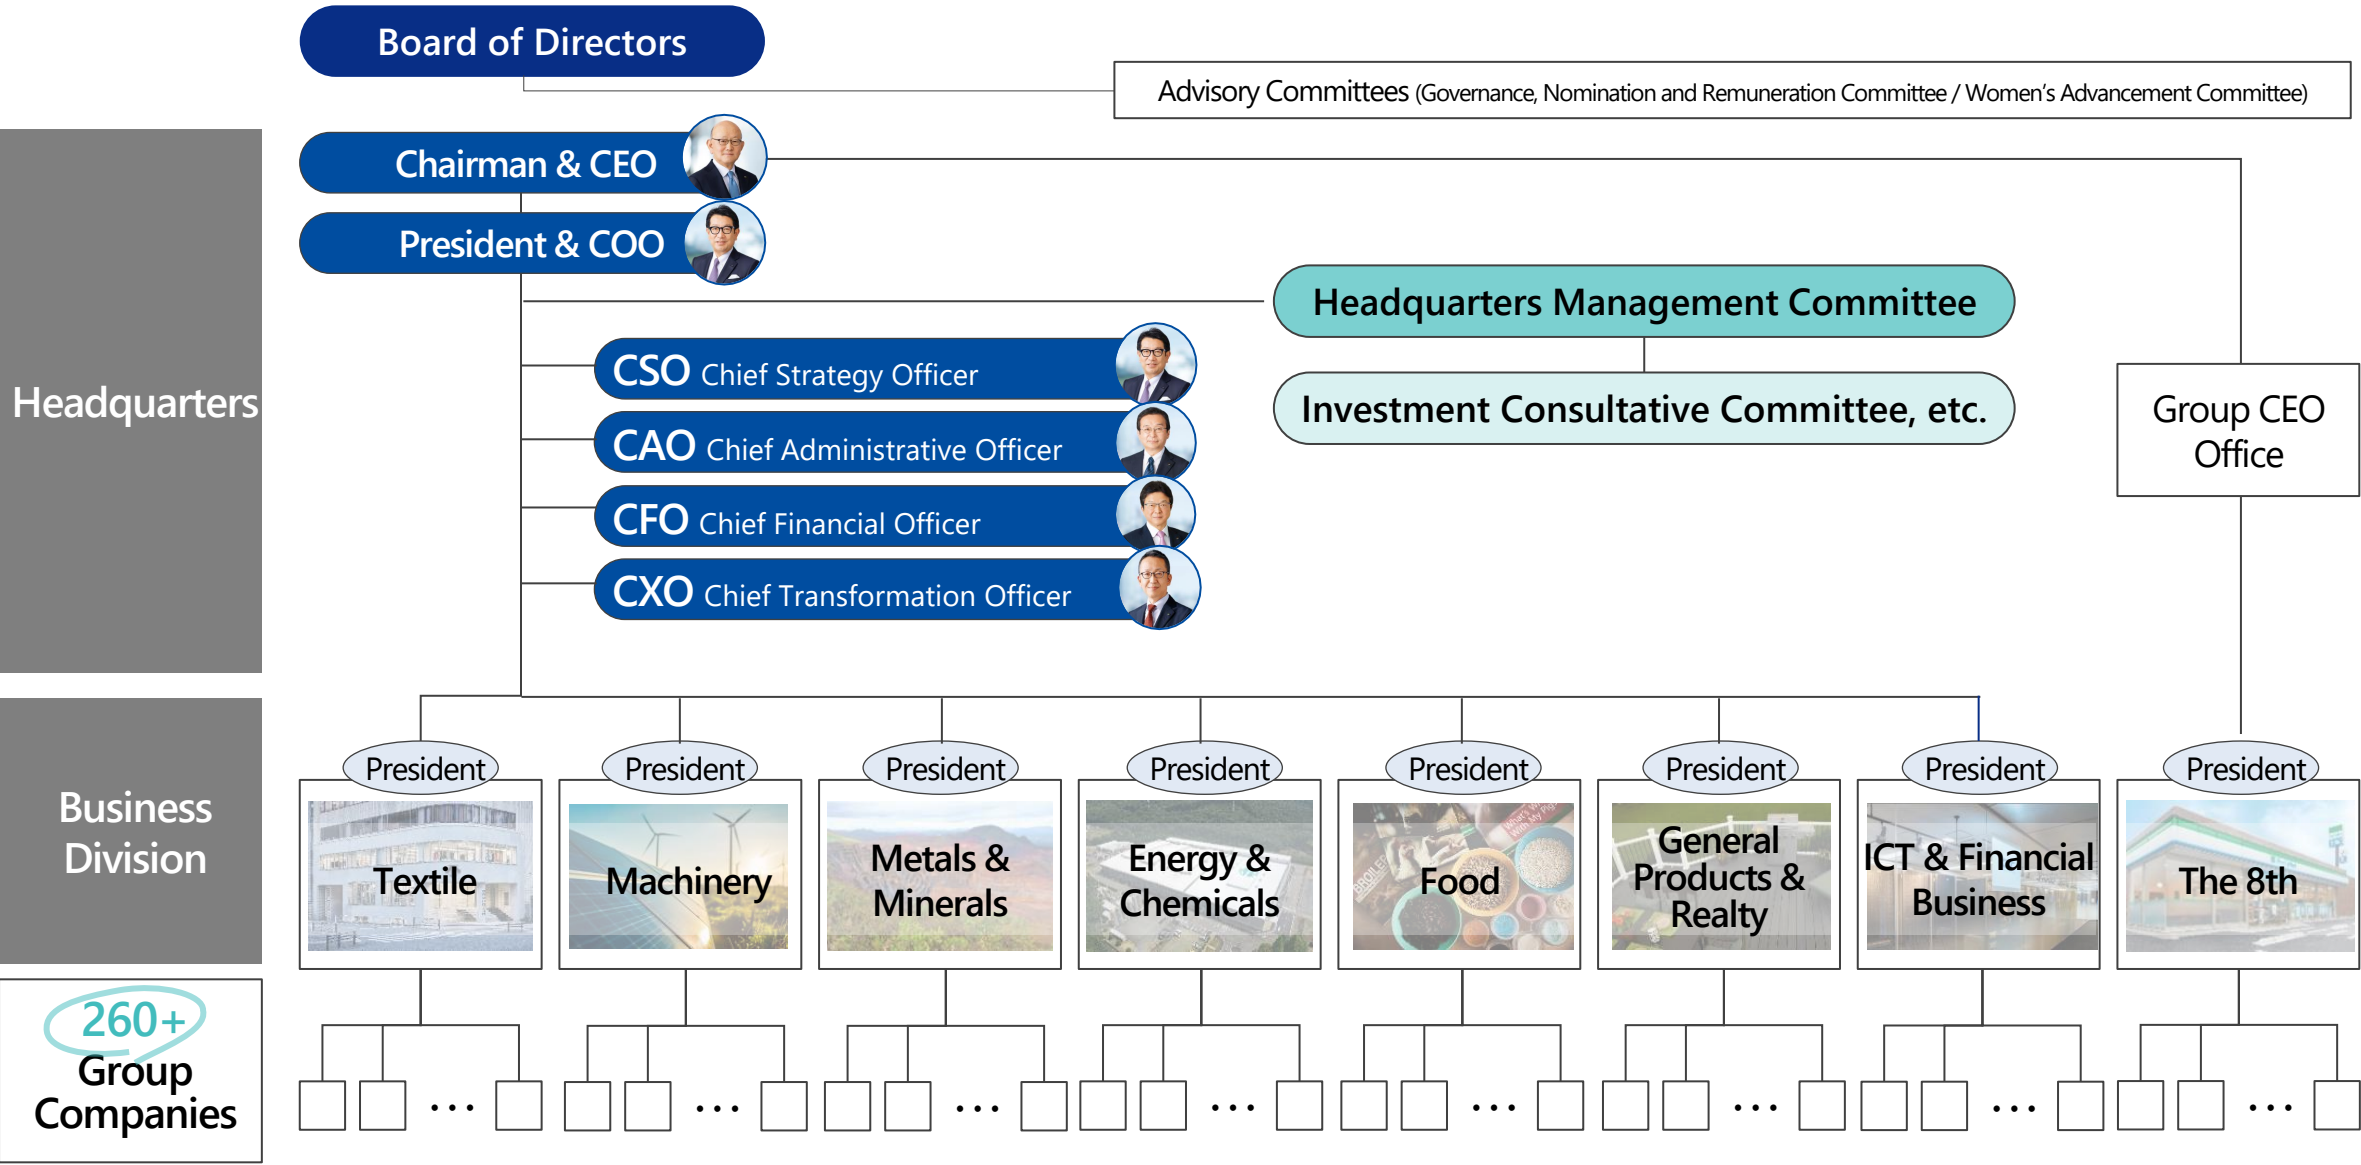 Board of Directors
Advisory Committees (Governance, Nomination and Remuneration Committee / Women's Advancement Committee)
Headquarters
Chairman & CEO
President & COO
Headquarters Management Committee
Investment Consultative Committee, etc.
CSO Chief Strategy Officer
CAO Chief Administrative Officer
CFO Chief Financial Officer
CXO Chief Transformation Officer
Group CEO
Office
Business
Division
President
Textile
President
Machinery
President
Metals &
Minerals
President
Energy &
Chemicals
President
Food
President
General
Products &
Realty
President
ICT & Financial
Business
President
The 8th
260+
Group
Companies
...
...
...
...
...
...
...
...